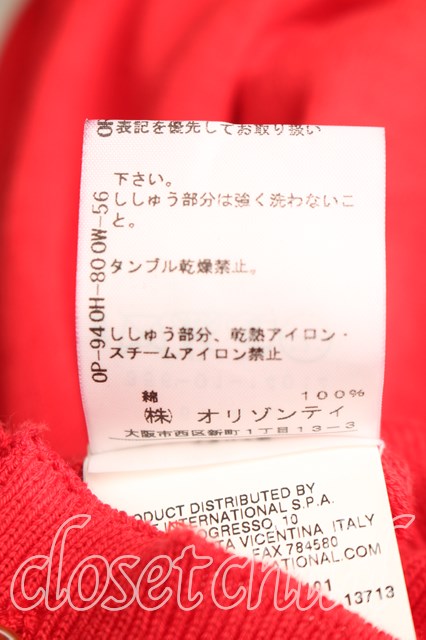 表記を優先してお取り扱い
下さい。
ししゅう部分は強く洗わないこ
と。
タンブル乾燥禁止。
ししゅう部分、乾熱アイロン・
スチームアイロン禁止
綿 100%
㈱ オリゾンティ
大阪市西区新町1丁目13-3
OP-940H-800W-56
PRODUCT DISTRIBUTED BY
INTERNATIONAL S.P.A.
10
VICENTINA ITALY
FAX 784580
13713
closet